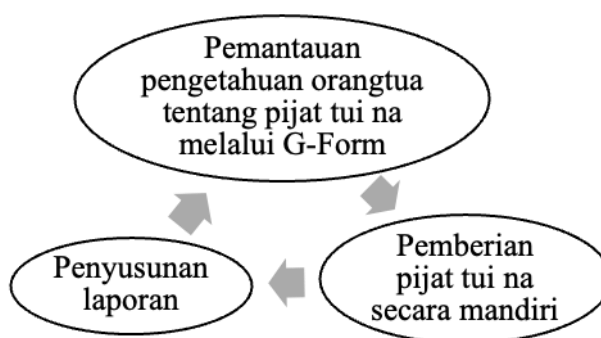 Pemantauan
pengetahuan orangtua
tentang pijat tui na
melalui G-Form
Pemberian
pijat tui na
secara mandiri
Penyusunan
laporan